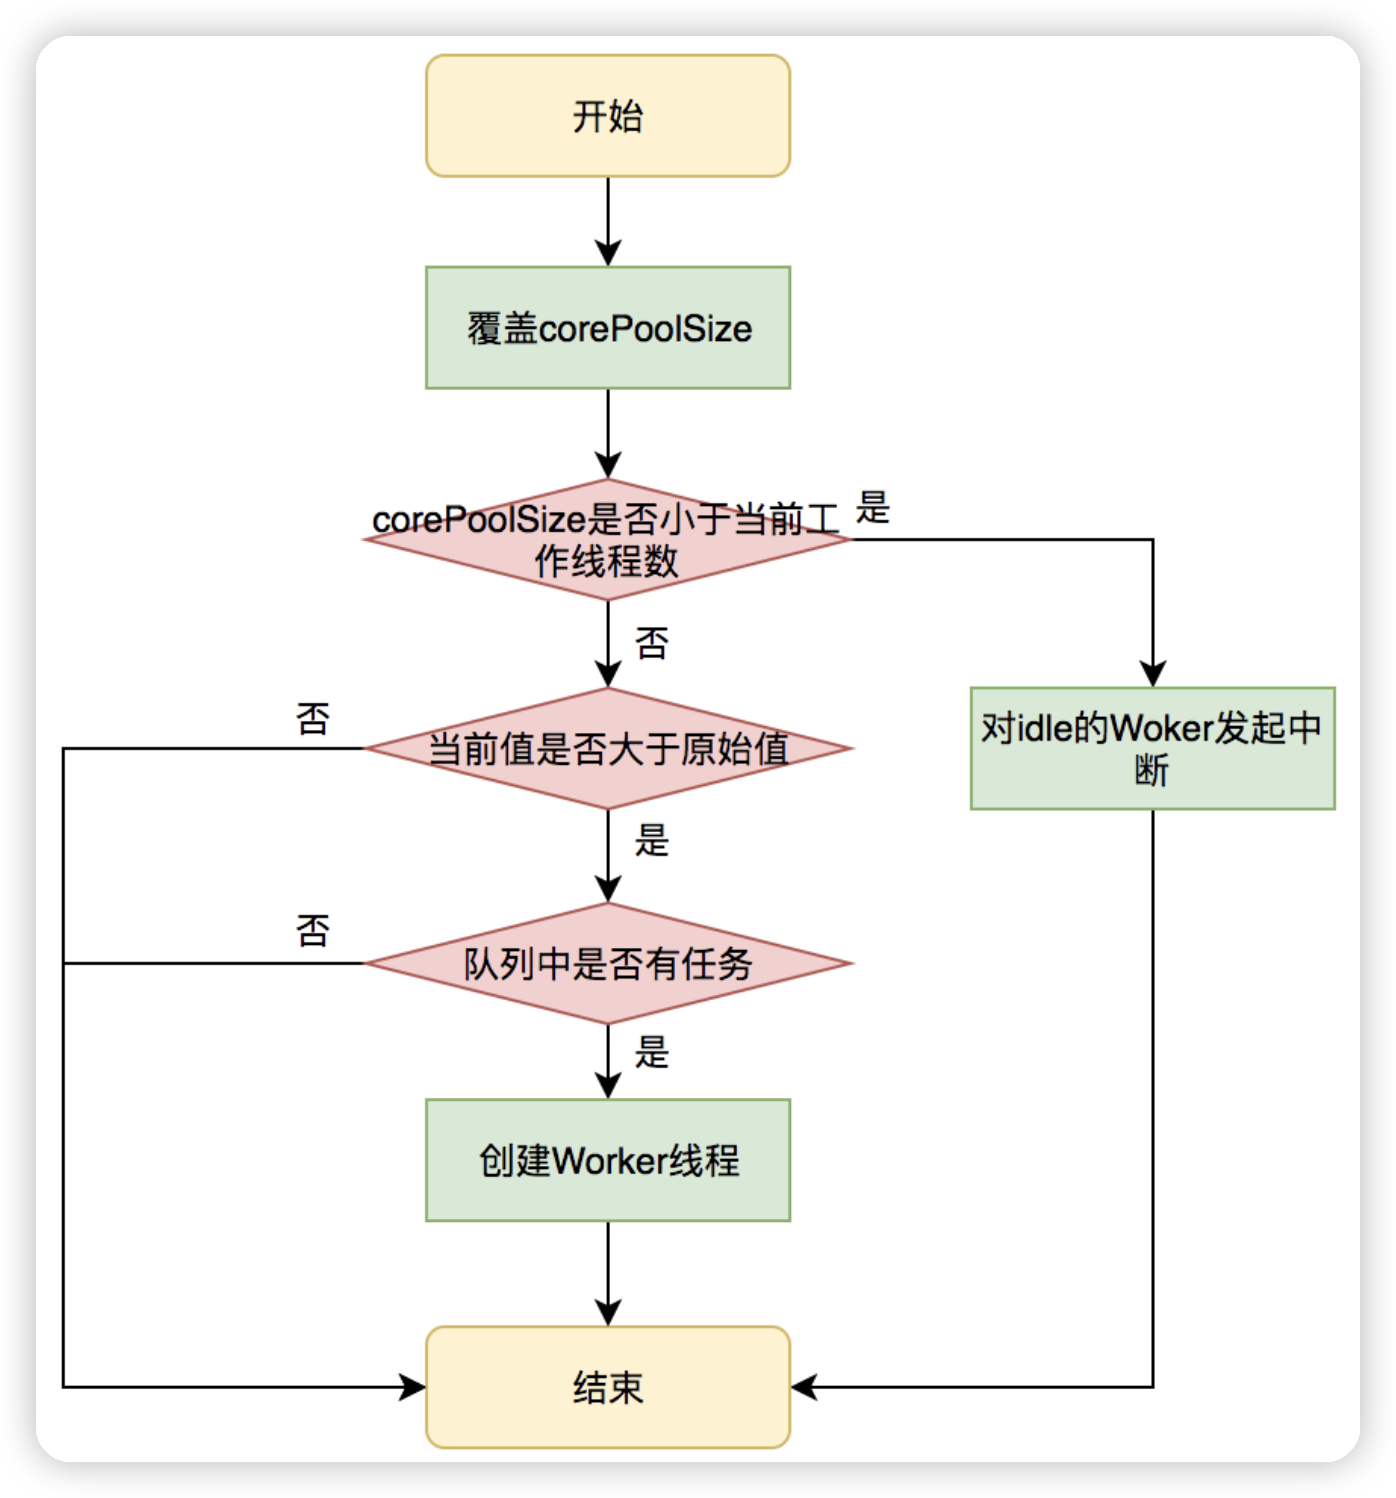 开始
覆盖corePoolSize
corePoolSize是否小于当前工
作线程数
是
否
当前值是否大于原始值
否
对idle的Woker发起中
断
是
队列中是否有任务
否
是
创建Worker线程
结束